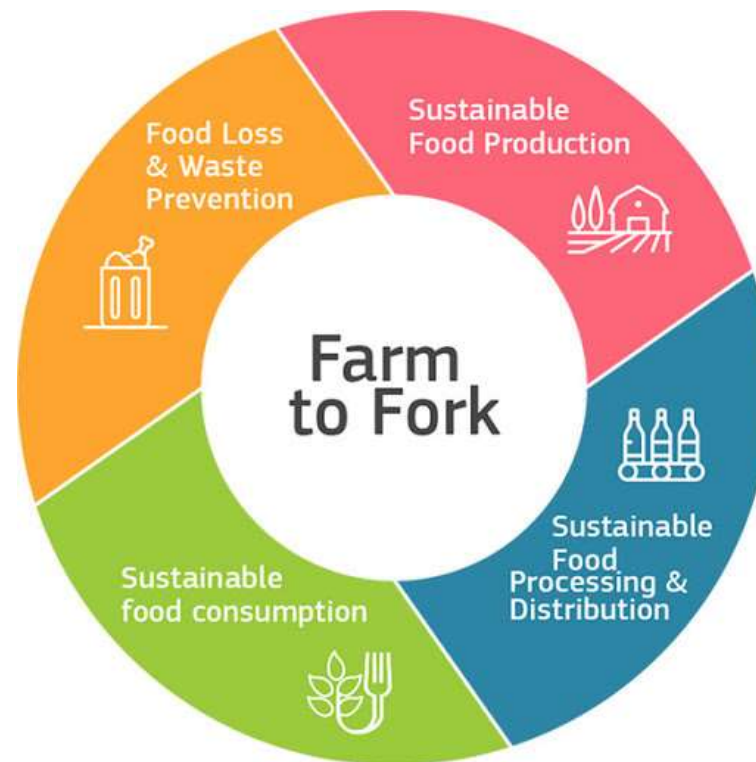 Sustainable
Food Production
Sustainable
Food
Processing &
Distribution
Sustainable
food consumption
Food Loss
& Waste
Prevention
Farm
to Fork